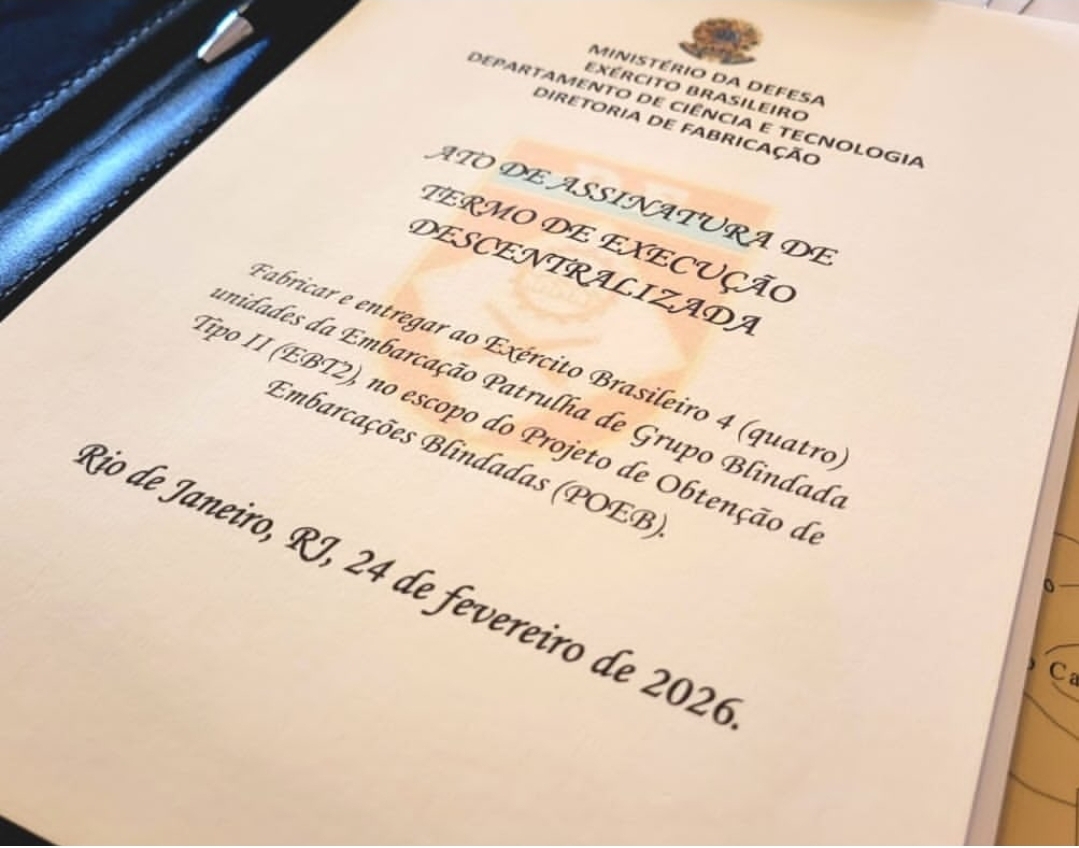 MINISTÉRIO DA DEFESA
EXÉRCITO BRASILEIRO
DEPARTAMENTO DE CIÊNCIA E TECNOLOGIA
DIRETORIA DE FABRICAÇÃO
ATO DE ASSINATURA DE
TERMO DE EXECUÇÃO
DESCENTRALIZADA
Fabricar e entregar ao Exército Brasileiro 4 (quatro)
unidades da Embarcação Patrulha de Grupo Blindada
Tipo II (EBT2), no escopo do Projeto de Obtenção de
Embarcações Blindadas (POEB).
Rio de Janeiro, RJ, 24 de fevereiro de 2026.